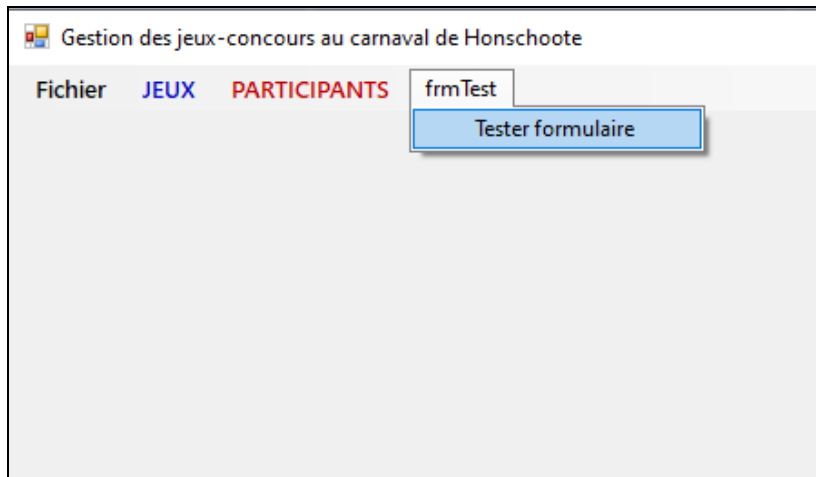 Gestion des jeux-concours au carnaval de Honschoote
Fichier JEUX PARTICIPANTS frmTest
Tester formulaire